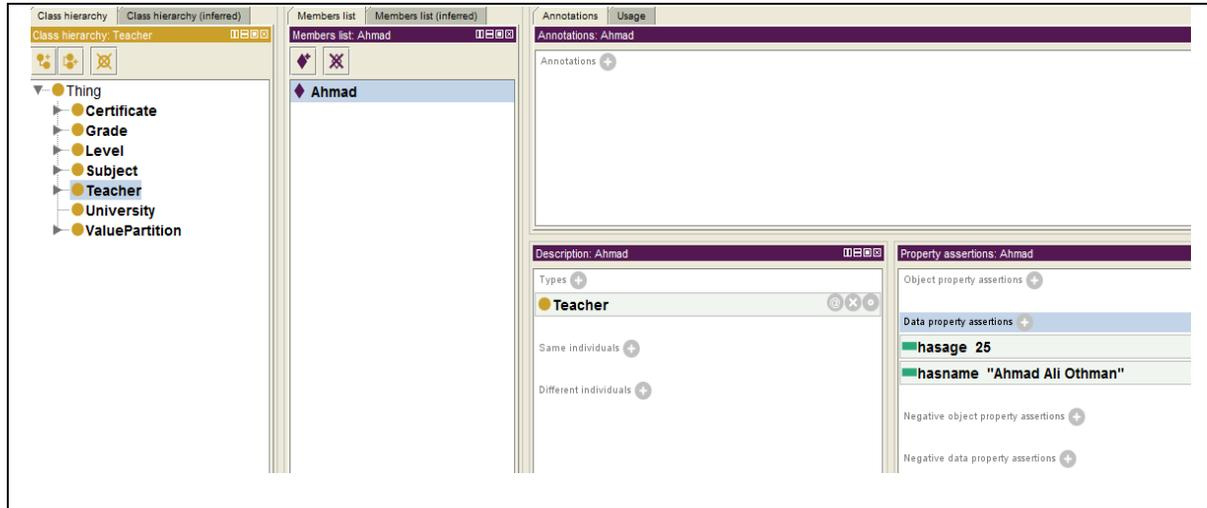 Class hierarchy Class hierarchy (inferred)
Class hierarchy: Teacher
Thing
Certificate
Grade
Level
Subject
Teacher
University
ValuePartition
Members list Members list (inferred)
Members list: Ahmad
Ahmad
Annotations Usage
Annotations: Ahmad
Annotations
Description: Ahmad
Types
Teacher
Same individuals
Different individuals
Property assertions: Ahmad
Object property assertions
Data property assertions
hasage 25
hasname "Ahmad Ali Othman"
Negative object property assertions
Negative data property assertions